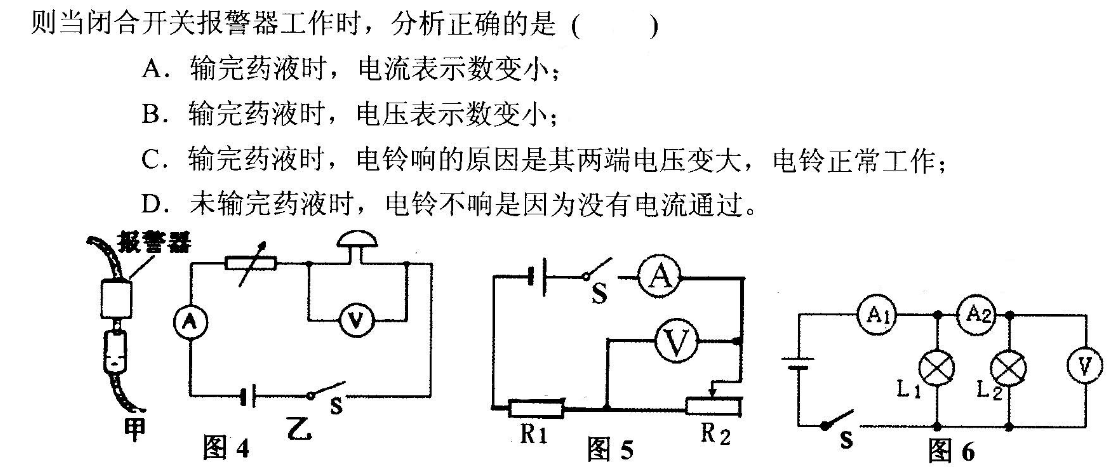 则当闭合开关报警器工作时，分析正确的是（　　）
A．输完药液时，电流表示数变小；
B．输完药液时，电压表示数变小；
C．输完药液时，电铃响的原因是其两端电压变大，电铃正常工作；
D．未输完药液时，电铃不响是因为没有电流通过。
报警器
A V S
甲 乙
图 4
S A
V
R1 R2
图 5
A1 A2
L1 L2 V
S
图 6